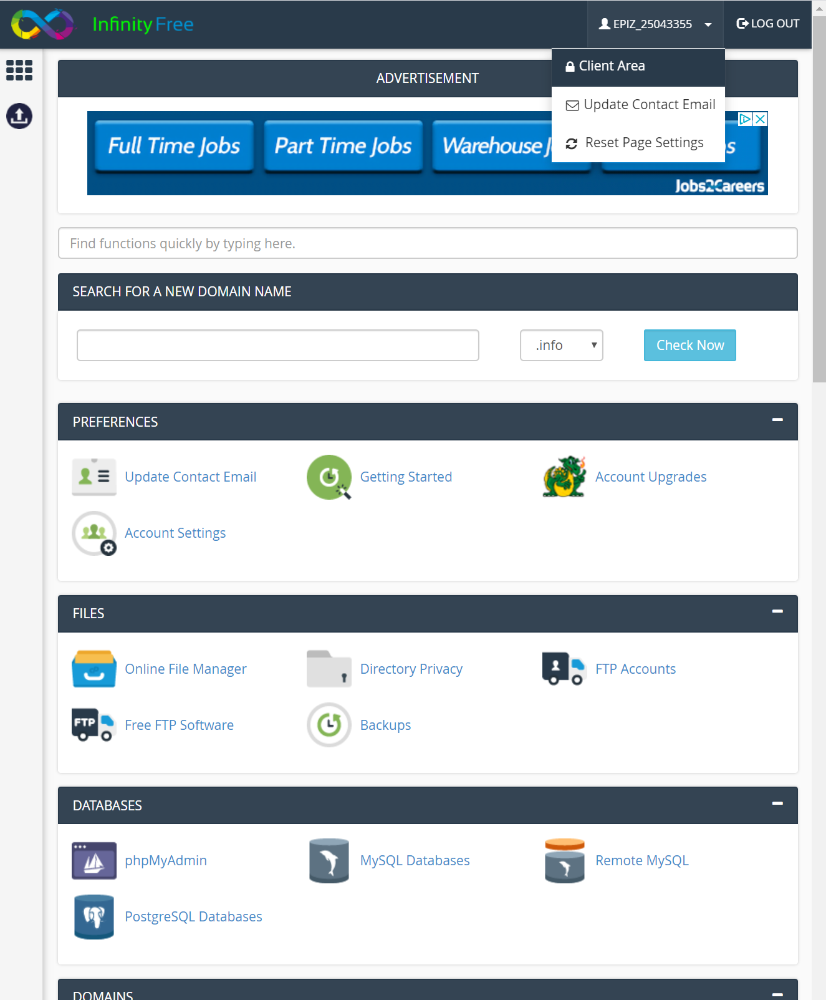 Infinity Free
EPIZ_25043355
LOG OUT
Client Area
Update Contact Email
Reset Page Settings
ADVERTISEMENT
Full Time Jobs
Part Time Jobs
Warehouse J
s
Jobs2Careers
Find functions quickly by typing here.
SEARCH FOR A NEW DOMAIN NAME
.info
Check Now
PREFERENCES
Update Contact Email
Getting Started
Account Upgrades
Account Settings
FILES
Online File Manager
Directory Privacy
FTP Accounts
FTP
Free FTP Software
Backups
DATABASES
phpMyAdmin
MySQL Databases
Remote MySQL
PostgreSQL Databases
DOMAINS